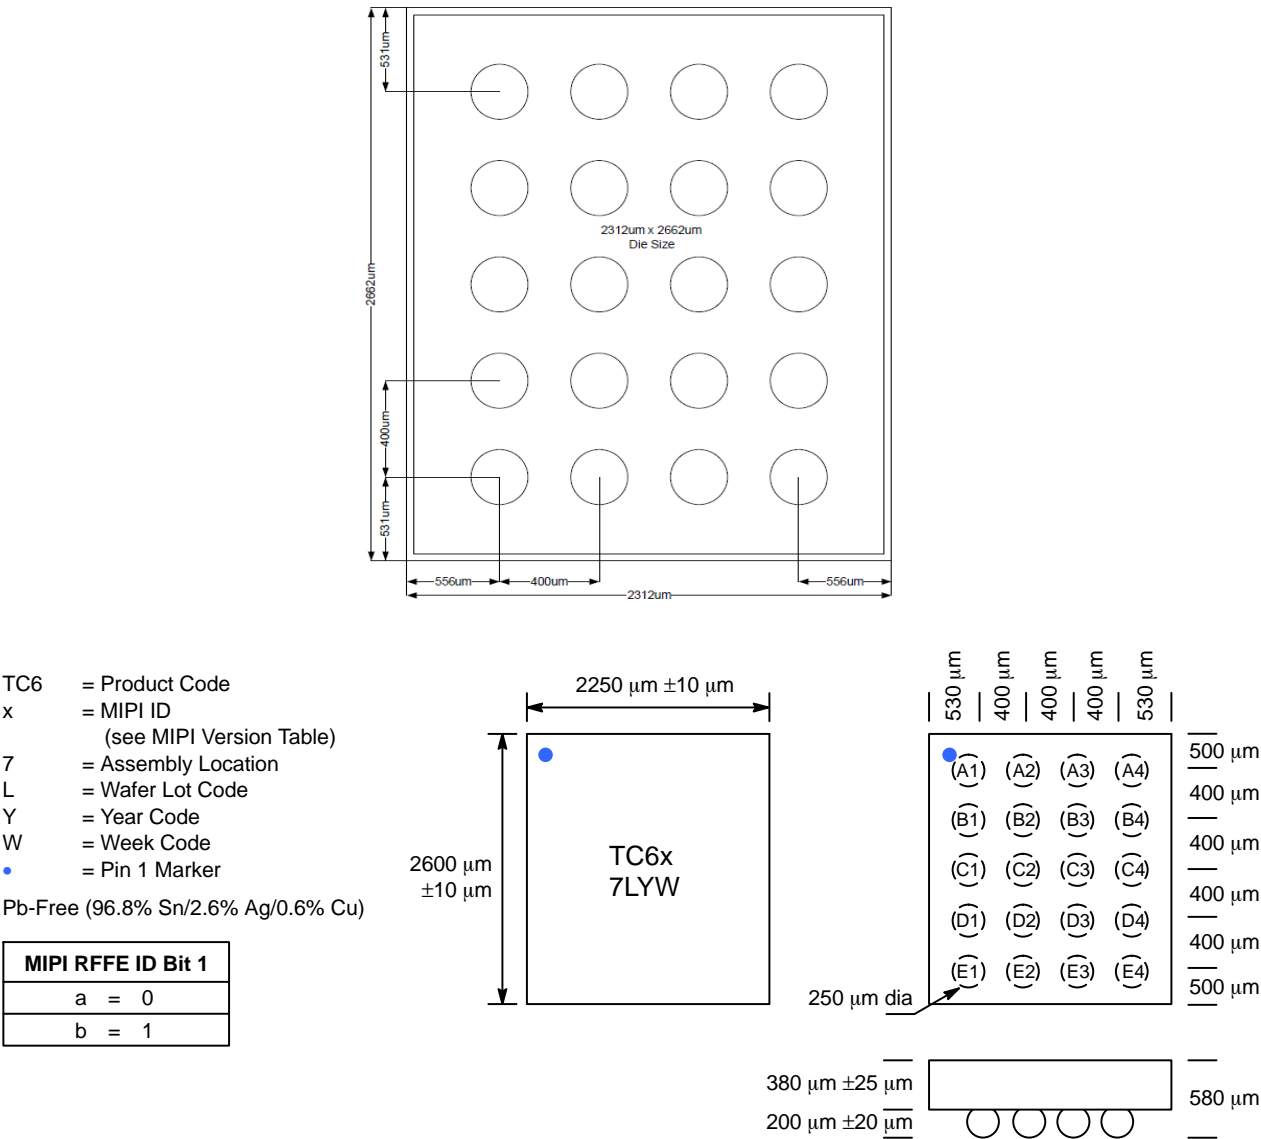 531um
2312um x 2662um
Die Size
2662um
400um
531um
556um
400um
556um
2312um
TC6 = Product Code
x = MIPI ID
(see MIPI Version Table)
7 = Assembly Location
L = Wafer Lot Code
Y = Year Code
W = Week Code
• = Pin 1 Marker
Pb-Free (96.8% Sn/2.6% Ag/0.6% Cu)
MIPI RFFE ID Bit 1
a = 0
b = 1
2250 μm ±10 μm
2600 μm
±10 μm
TC6x
7LYW
530 μm
400 μm
400 μm
400 μm
530 μm
A1 A2 A3 A4
B1 B2 B3 B4
C1 C2 C3 C4
D1 D2 D3 D4
E1 E2 E3 E4
500 μm
400 μm
400 μm
400 μm
400 μm
500 μm
250 μm dia
380 μm ±25 μm
200 μm ±20 μm
580 μm